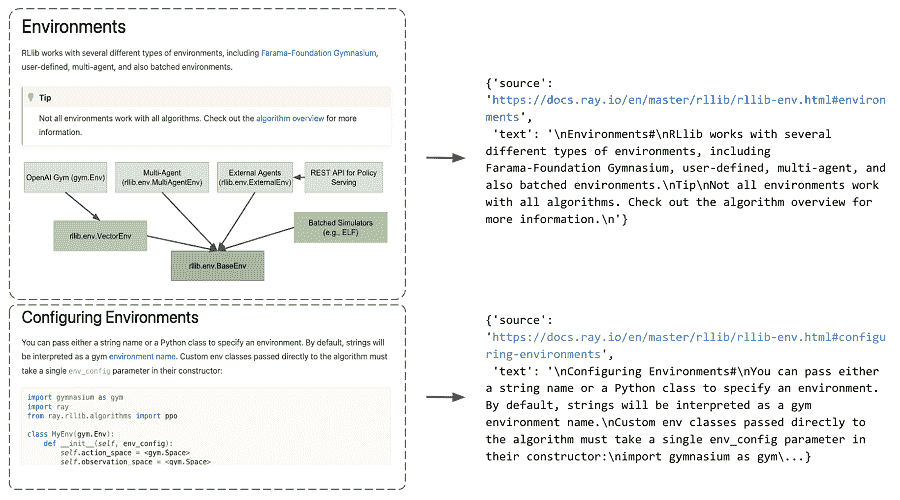 Environments
RLlib works with several different types of environments, including Farama-Foundation Gymnasium,
user-defined, multi-agent, and also batched environments.
Tip
Not all environments work with all algorithms. Check out the algorithm overview for more
information.
OpenAI Gym (gym.Env)
Multi-Agent
(rllib.env.MultiAgentEnv)
External Agents
(rllib.env.ExternalEnv)
REST API for Policy
Serving
rllib.env.VectorEnv
Batched Simulators
(e.g., ELF)
rllib.env.BaseEnv
{'source':
'https://docs.ray.io/en/master/rllib/rllib-env.html#environ
ments',
'text': '\nEnvironments#\nRLlib works with several
different types of environments, including
Farama-Foundation Gymnasium, user-defined, multi-agent, and
also batched environments.\nTip\nNot all environments work
with all algorithms. Check out the algorithm overview for
more information.\n'}
Configuring Environments
You can pass either a string name or a Python class to specify an environment. By default, strings will
be interpreted as a gym environment name. Custom env classes passed directly to the algorithm must
take a single env_config parameter in their constructor:
import gymnasium as gym
import ray
from ray.rllib.algorithms import ppo
class MyEnv(gym.Env):
def __init__(self, env_config):
self.action_space = <gym.Space>
self.observation_space = <gym.Space>
{'source':
'https://docs.ray.io/en/master/rllib/rllib-env.html#configu
ring-environments',
'text': '\nConfiguring Environments#\nYou can pass either
a string name or a Python class to specify an environment.
By default, strings will be interpreted as a gym
environment name.\nCustom env classes passed directly to
the algorithm must take a single env_config parameter in
their constructor:\nimport gymnasium as gym\...}